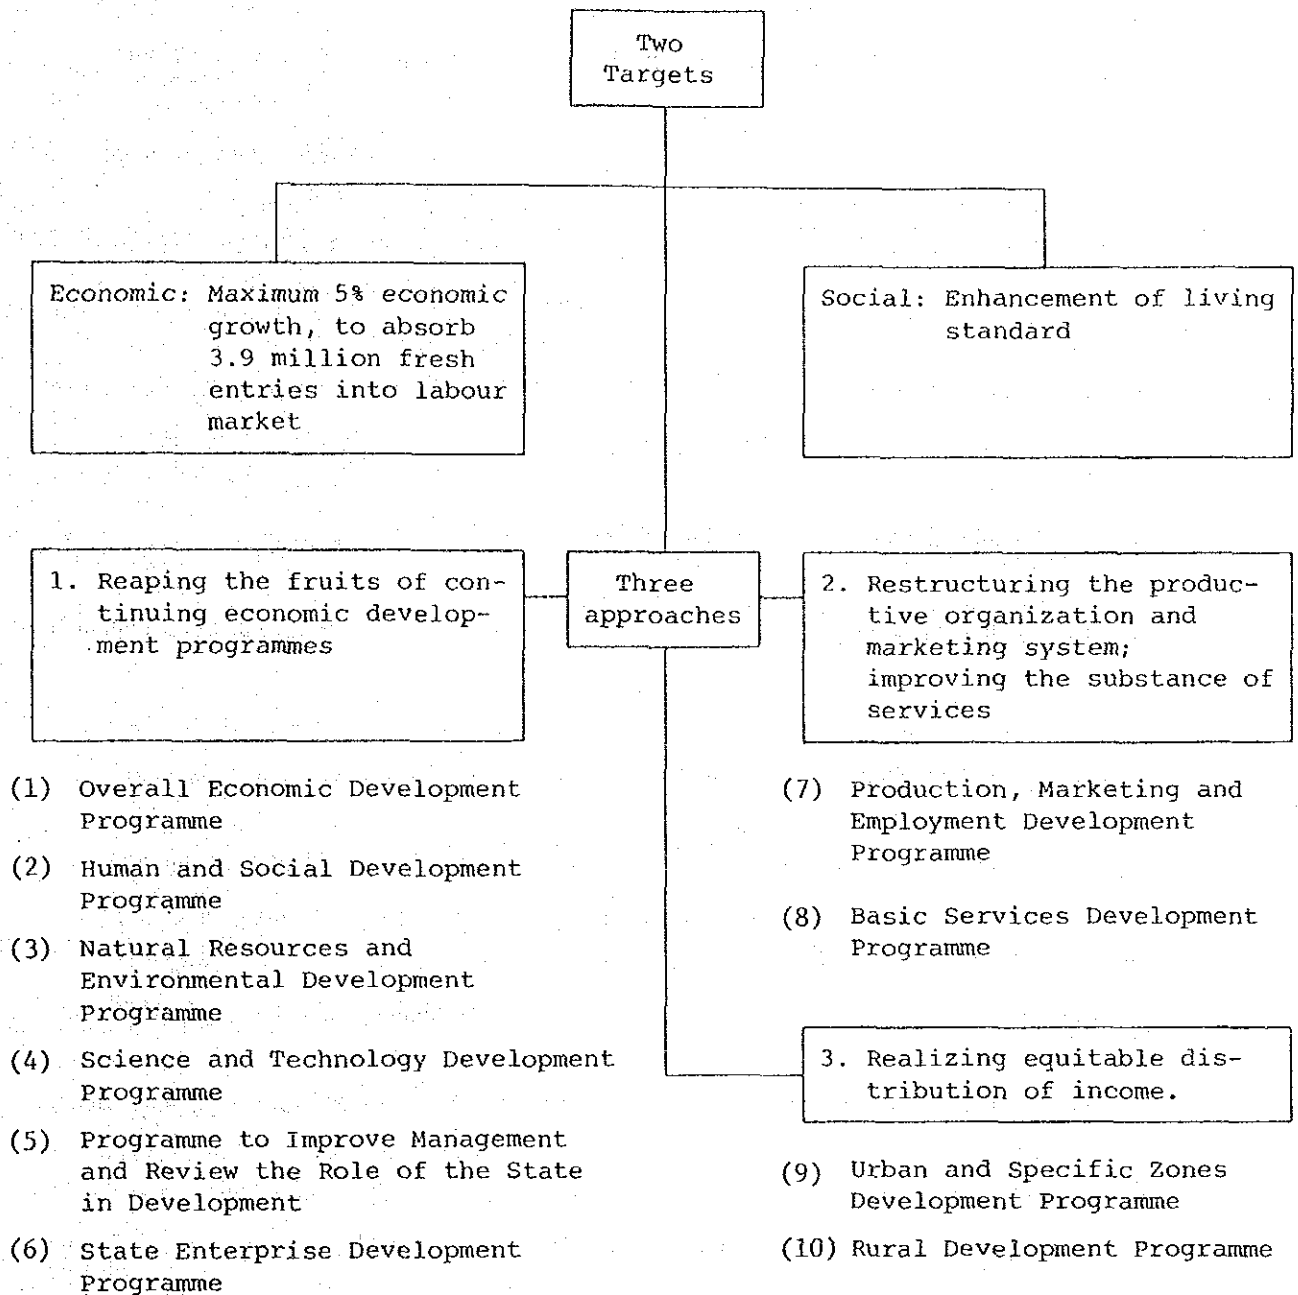 Two
Targets
Economic: Maximum 5% economic
growth, to absorb
3.9 million fresh
entries into labour
market
Social: Enhancement of living
standard
1. Reaping the fruits of con-
tinuing economic develop-
ment programmes
Three
approaches
2. Restructuring the produc-
tive organization and
marketing system;
improving the substance of
services
(1) Overall Economic Development
Programme
(2) Human and Social Development
Programme
(3) Natural Resources and
Environmental Development
Programme
(4) Science and Technology Development
Programme
(5) Programme to Improve Management
and Review the Role of the State
in Development
(6) State Enterprise Development
Programme
(7) Production, Marketing and
Employment Development
Programme
(8) Basic Services Development
Programme
3. Realizing equitable dis-
tribution of income.
(9) Urban and Specific Zones
Development Programme
(10) Rural Development Programme